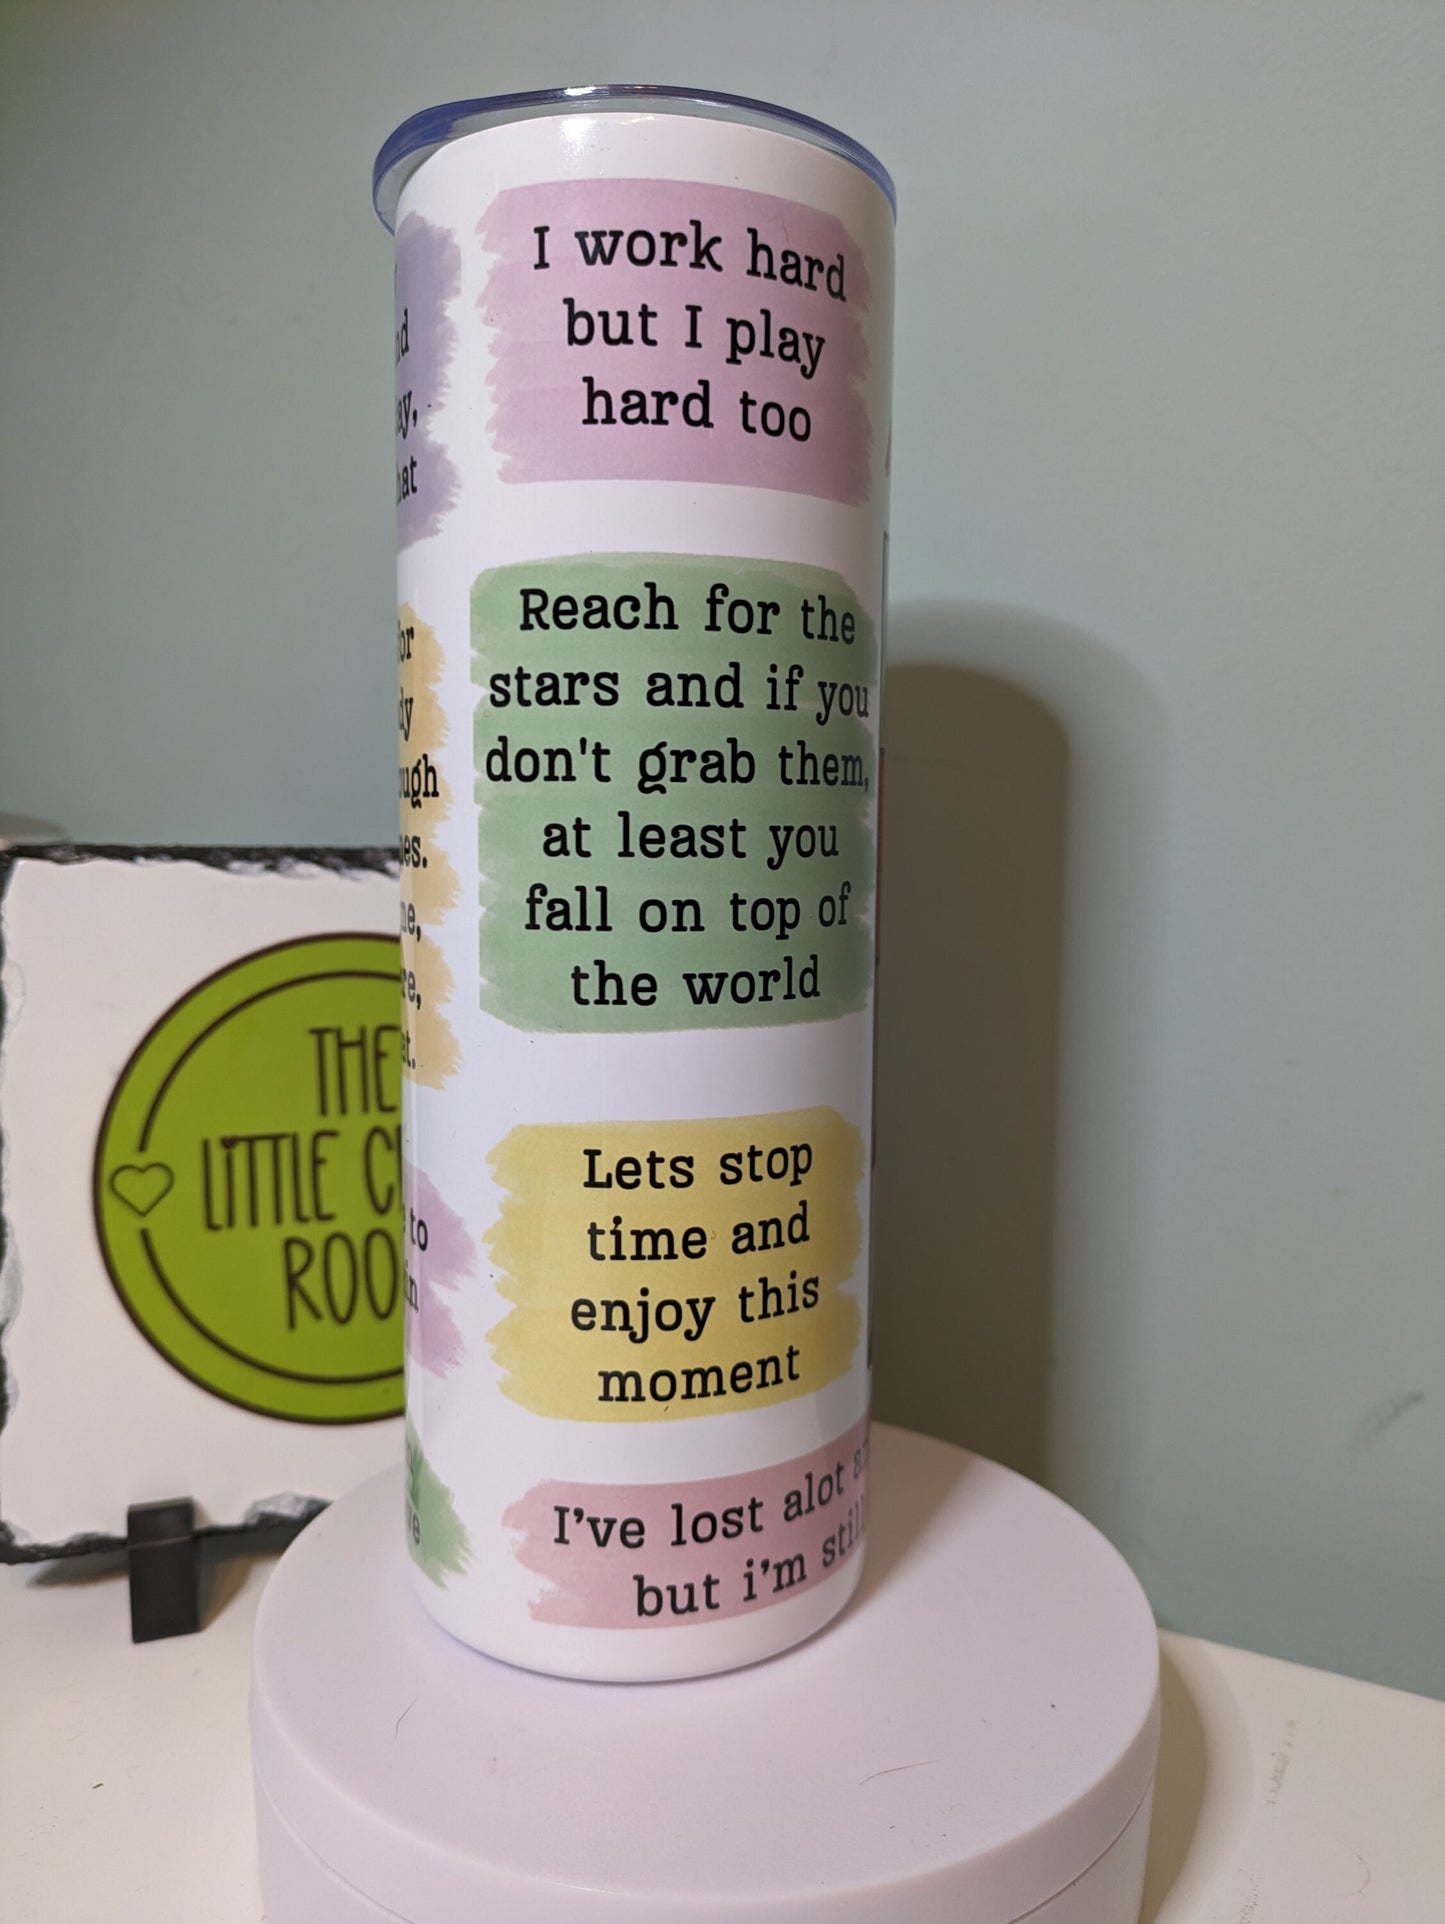 I work hard
but I play
hard too
Reach for the
stars and if you
don't grab them,
at least you
fall on top of
the world
Lets stop
time and
enjoy this
moment
I've lost alot
but i'm still
to
THE
LITTLE